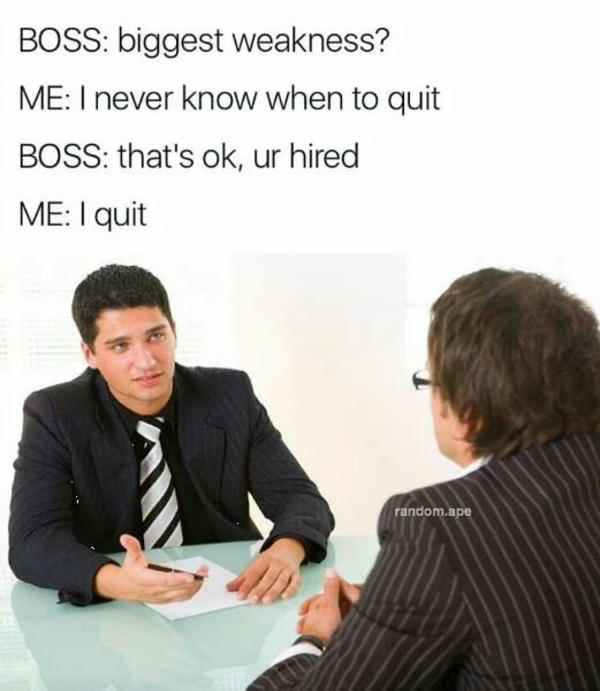 BOSS: biggest weakness?
ME: I never know when to quit
BOSS: that's ok, ur hired
ME: I quit
random.ape